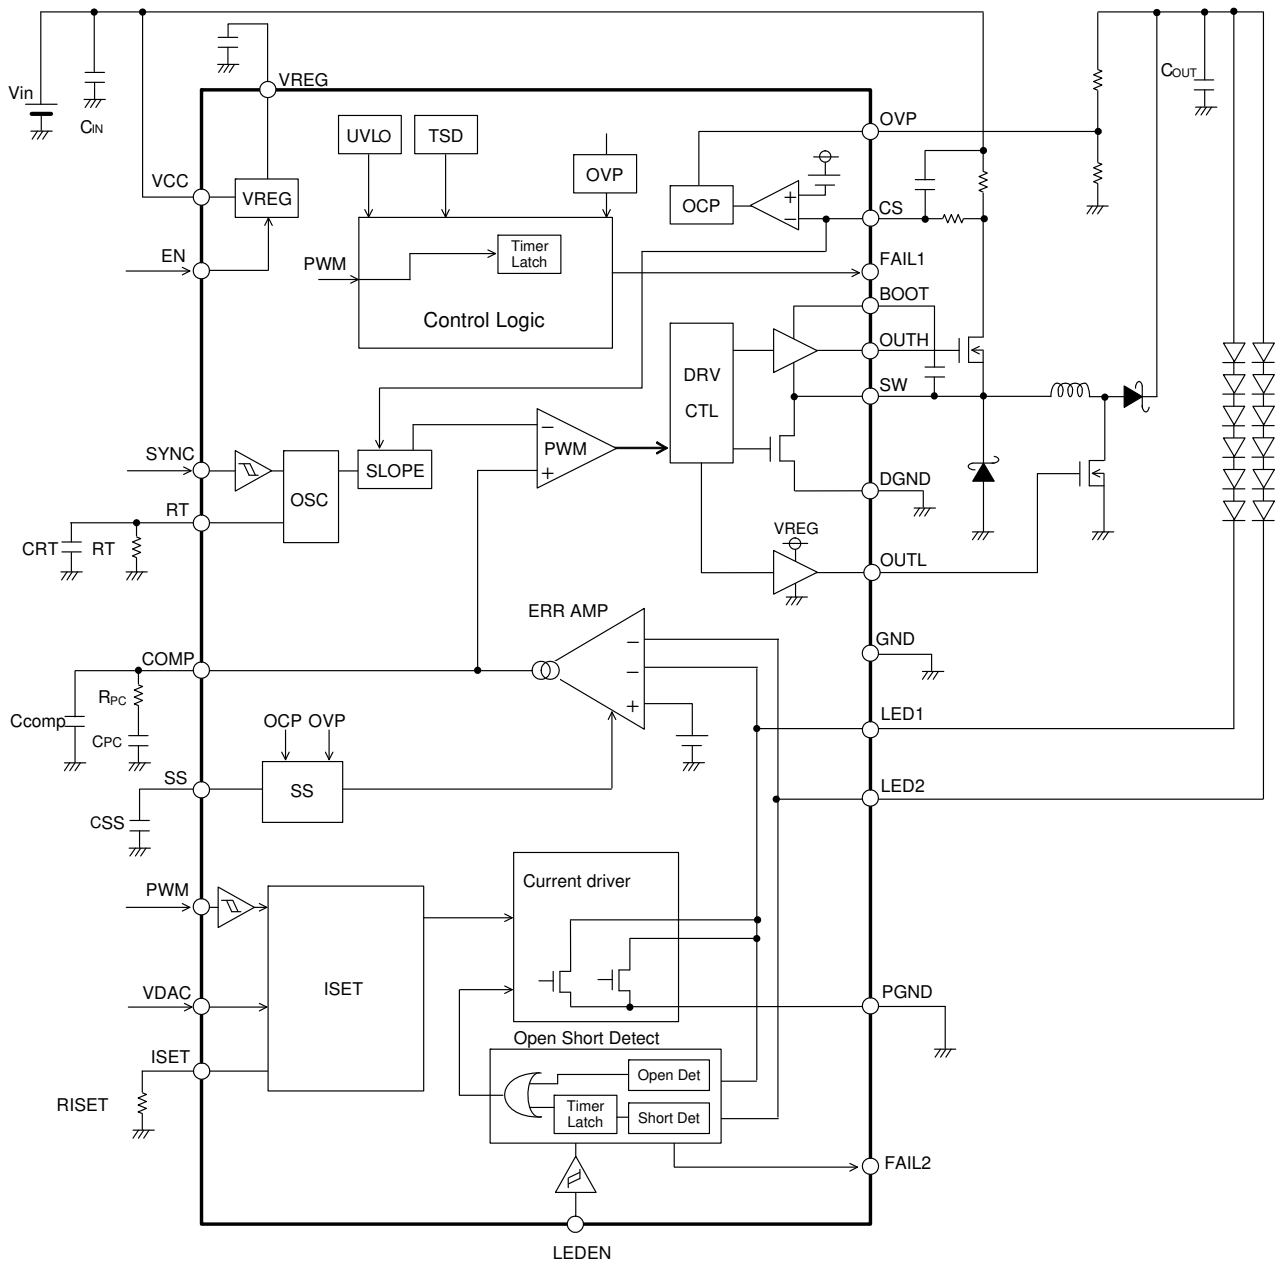 VREG
Vin
CIN
COUT
OVP
UVLO
TSD
OVP
VCC
VREG
OCP
+
−
CS
EN
PWM
Timer
Latch
FAIL1
Control Logic
BOOT
OUTH
DRV
CTL
SW
SYNC
SLOPE
−
PWM
+
OSC
DGND
RT
VREG
CRT
RT
OUTL
ERR AMP
COMP
−
−
+
GND
RPC
Ccomp
CPC
OCP
OVP
LED1
SS
SS
LED2
CSS
PWM
Current driver
ISET
VDAC
PGND
ISET
Open Short Detect
Open Det
RISET
Timer
Latch
Short Det
FAIL2
LEDEN